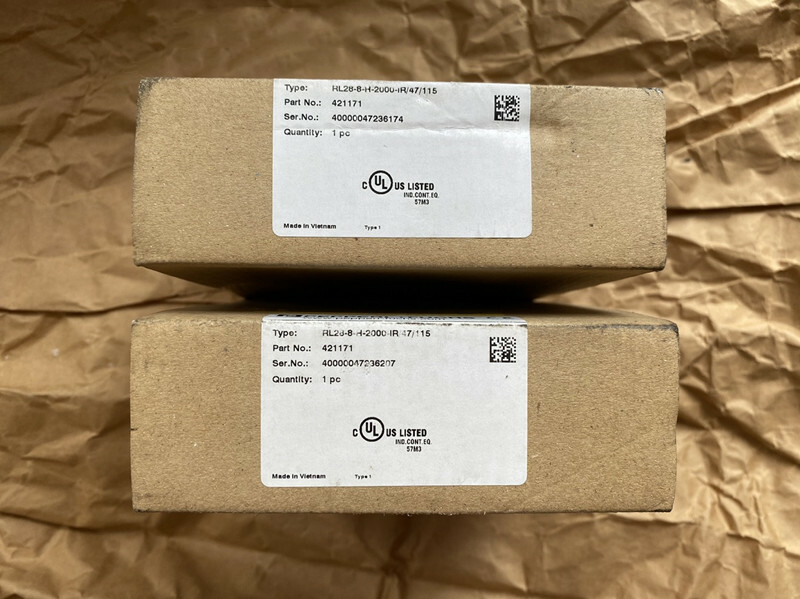 Type: RL28-8-H-2000-IR/47/115
Part No.: 421171
Ser.No.: 40000047236174
Quantity: 1 pc
C UL US LISTED
IND.CONT.EQ.
57M3
Made in Vietnam Type 1
Type: RL28-8-H-2000-IR/47/115
Part No.: 421171
Ser.No.: 40000047236207
Quantity: 1 pc
C UL US LISTED
IND.CONT.EQ.
57M3
Made in Vietnam Type 1